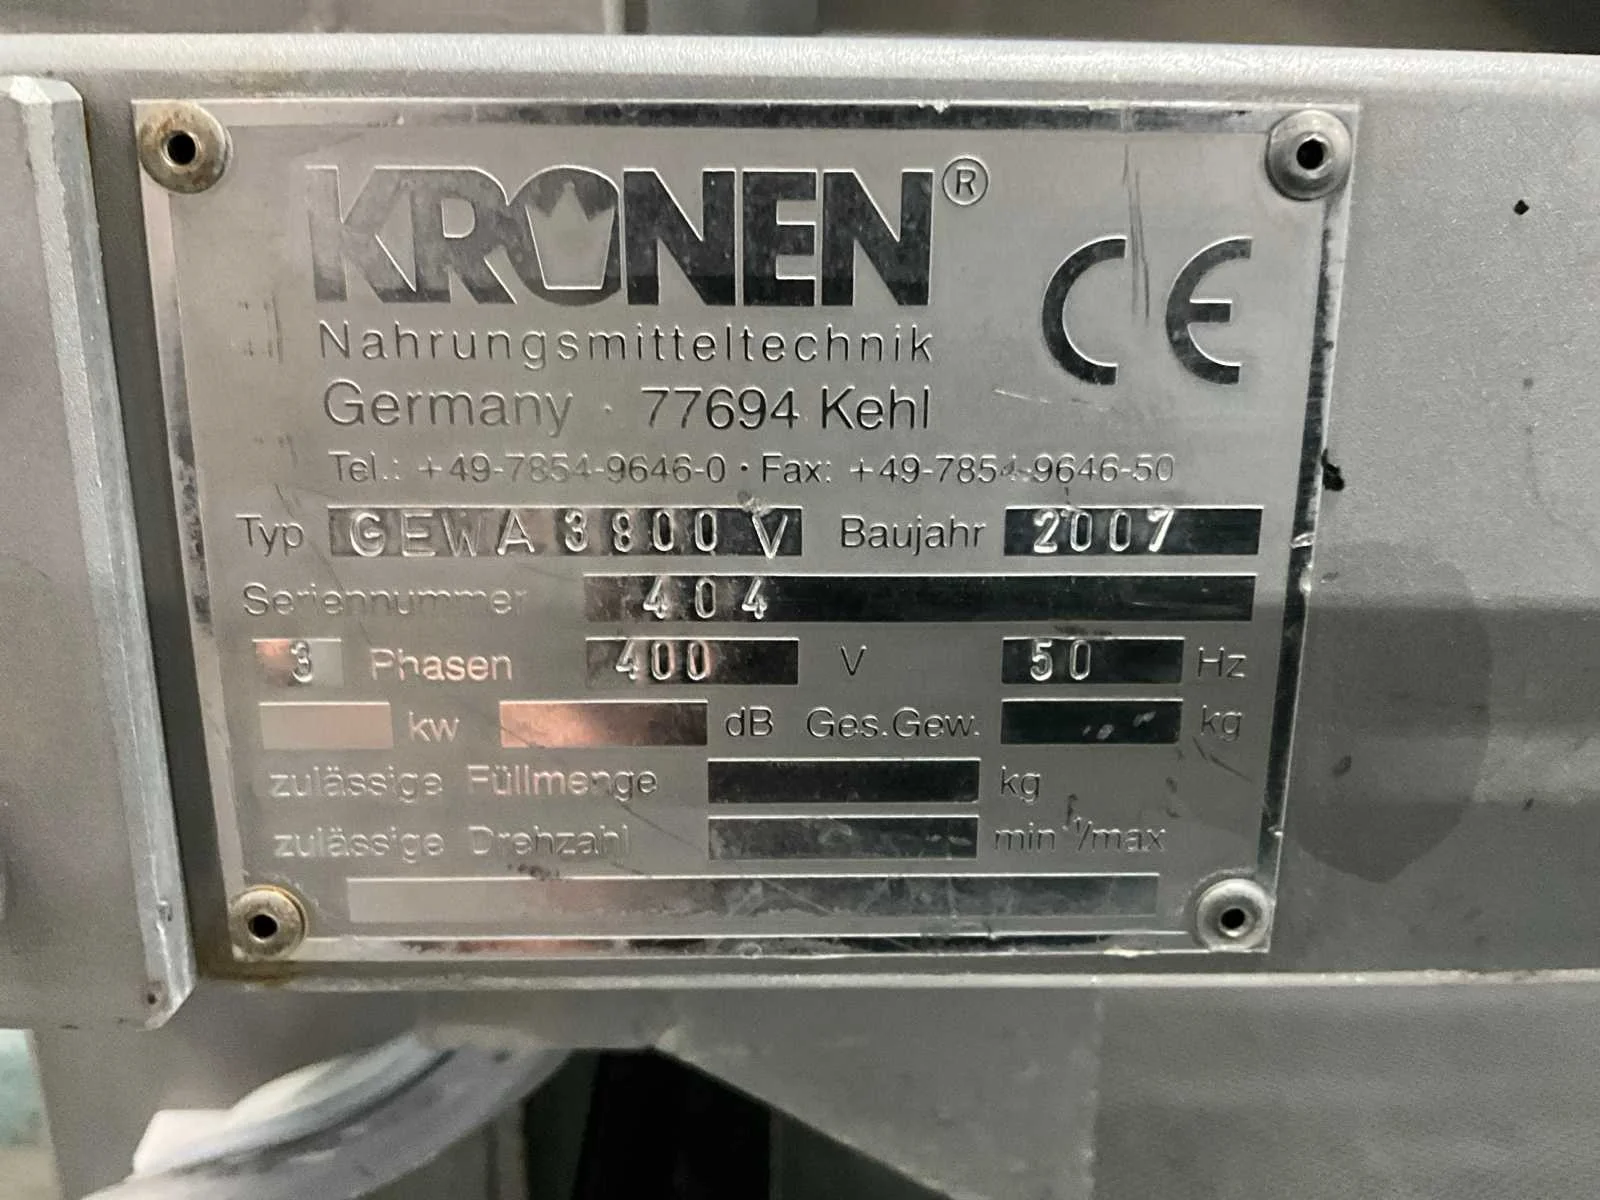 KRONEN®
CE
Nahrungsmitteltechnik
Germany · 77694 Kehl
Tel.: +49-7854-9646-0 · Fax: +49-7854-9646-50
Typ GEWA 3800 V Baujahr 2007
Seriennummer 404
3 Phasen 400 V 50 Hz
kw dB Ges.Gew. kg
zulässige Füllmenge kg
zulässige Drehzahl min⁻¹/max